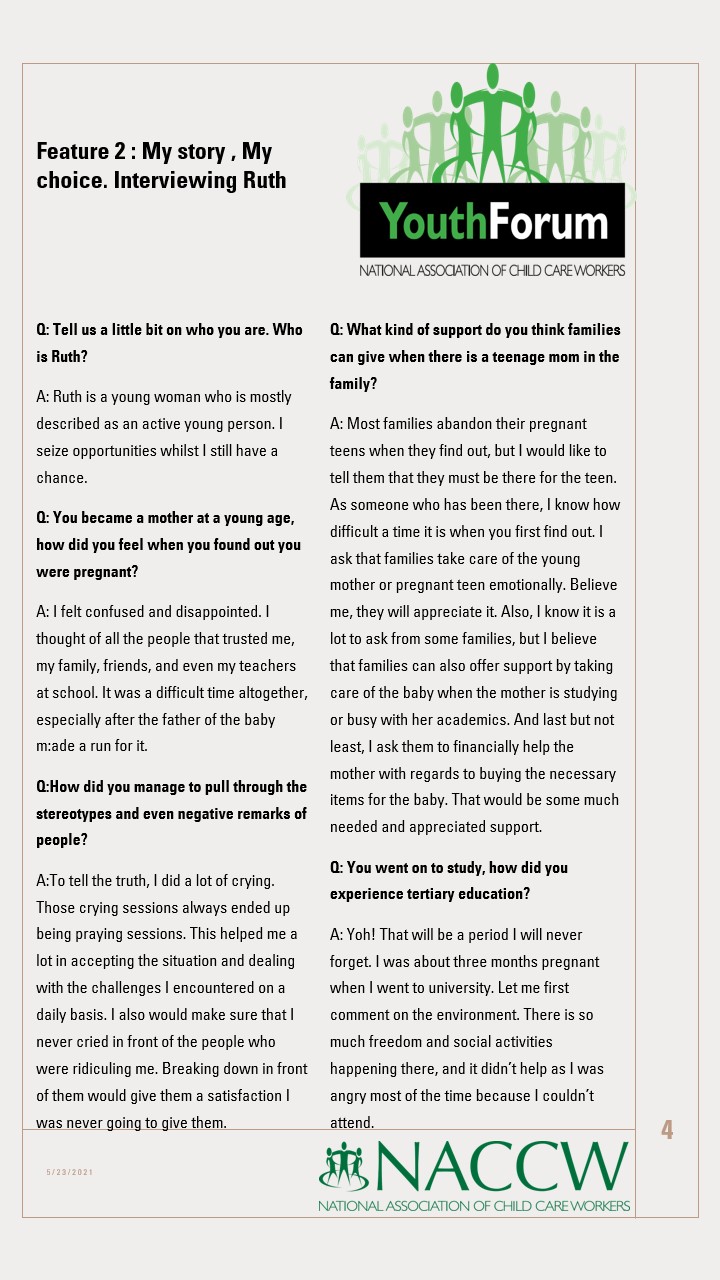 Feature 2 : My story , My
choice. Interviewing Ruth
YouthForum
NATIONAL ASSOCIATION OF CHILD CARE WORKERS
Q: Tell us a little bit on who you are. Who
is Ruth?
A: Ruth is a young woman who is mostly
described as an active young person. I
seize opportunities whilst I still have a
chance.
Q: You became a mother at a young age,
how did you feel when you found out you
were pregnant?
A: I felt confused and disappointed. I
thought of all the people that trusted me,
my family, friends, and even my teachers
at school. It was a difficult time altogether,
especially after the father of the baby
m:ade a run for it.
Q:How did you manage to pull through the
stereotypes and even negative remarks of
people?
A:To tell the truth, I did a lot of crying.
Those crying sessions always ended up
being praying sessions. This helped me a
lot in accepting the situation and dealing
with the challenges I encountered on a
daily basis. I also would make sure that I
never cried in front of the people who
were ridiculing me. Breaking down in front
of them would give them a satisfaction I
was never going to give them.
Q: What kind of support do you think families
can give when there is a teenage mom in the
family?
A: Most families abandon their pregnant
teens when they find out, but I would like to
tell them that they must be there for the teen.
As someone who has been there, I know how
difficult a time it is when you first find out. I
ask that families take care of the young
mother or pregnant teen emotionally. Believe
me, they will appreciate it. Also, I know it is a
lot to ask from some families, but I believe
that families can also offer support by taking
care of the baby when the mother is studying
or busy with her academics. And last but not
least, I ask them to financially help the
mother with regards to buying the necessary
items for the baby. That would be some much
needed and appreciated support.
Q: You went on to study, how did you
experience tertiary education?
A: Yoh! That will be a period I will never
forget. I was about three months pregnant
when I went to university. Let me first
comment on the environment. There is so
much freedom and social activities
happening there, and it didn't help as I was
angry most of the time because I couldn't
attend.
4
5/23/2021
NACCW
NATIONAL ASSOCIATION OF CHILD CARE WORKERS